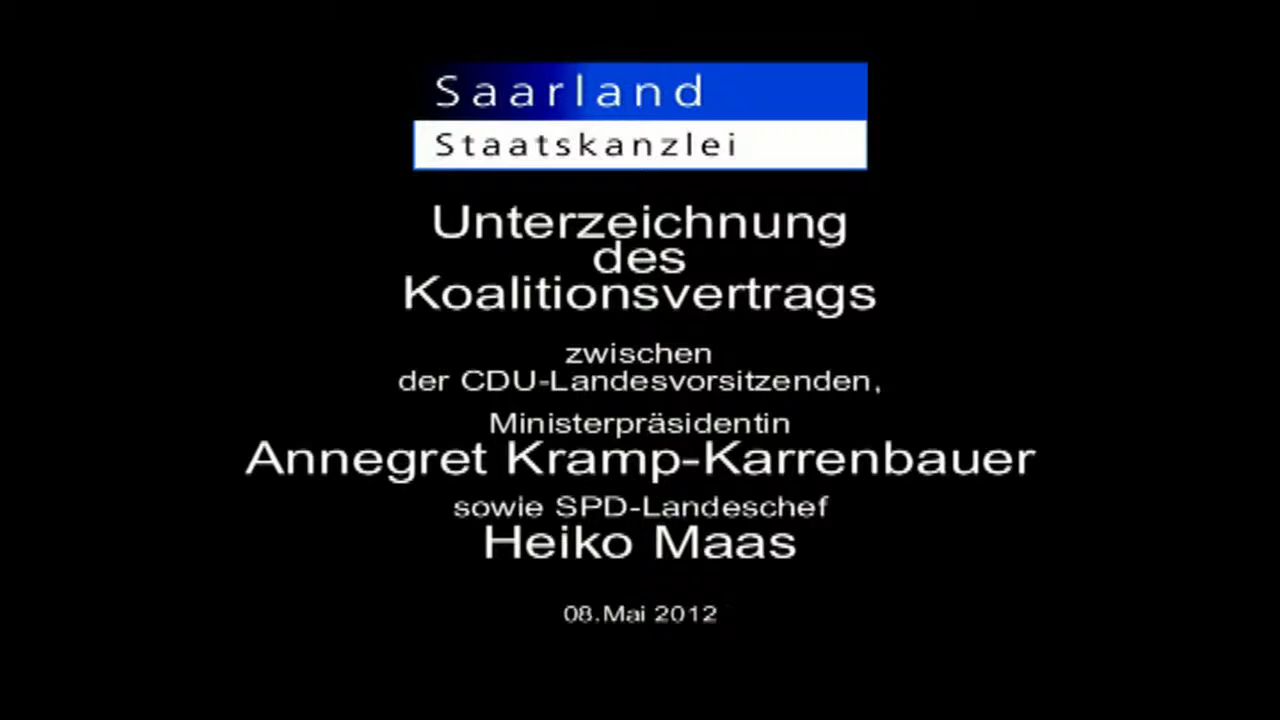 Saarland
Staatskanzlei
Unterzeichnung
des
Koalitionsvertrags
zwischen
der CDU-Landesvorsitzenden,
Ministerpräsidentin
Annegret Kramp-Karrenbauer
sowie SPD-Landeschef
Heiko Maas
08.Mai 2012